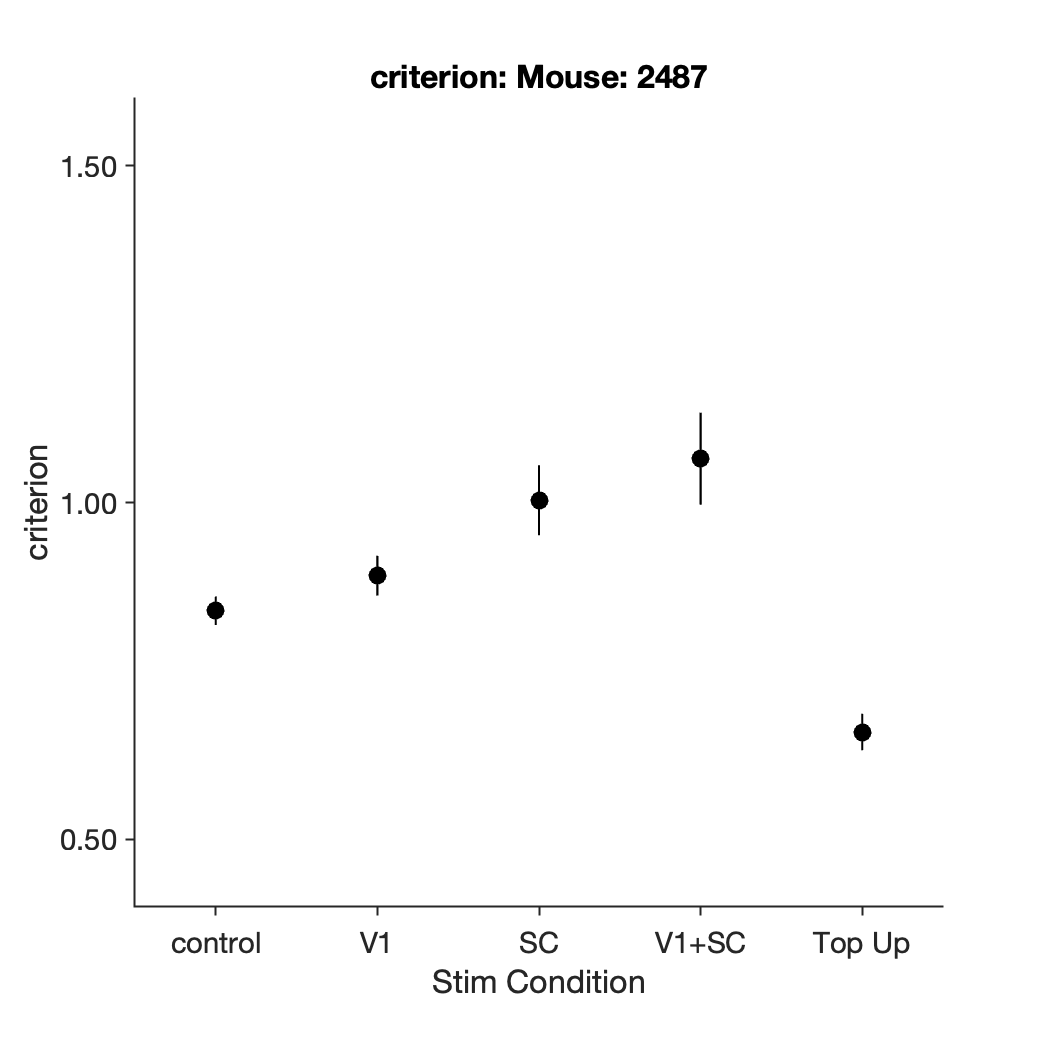 criterion: Mouse: 2487
1.50
1.00
0.50
criterion
control V1 SC V1+SC Top Up
Stim Condition